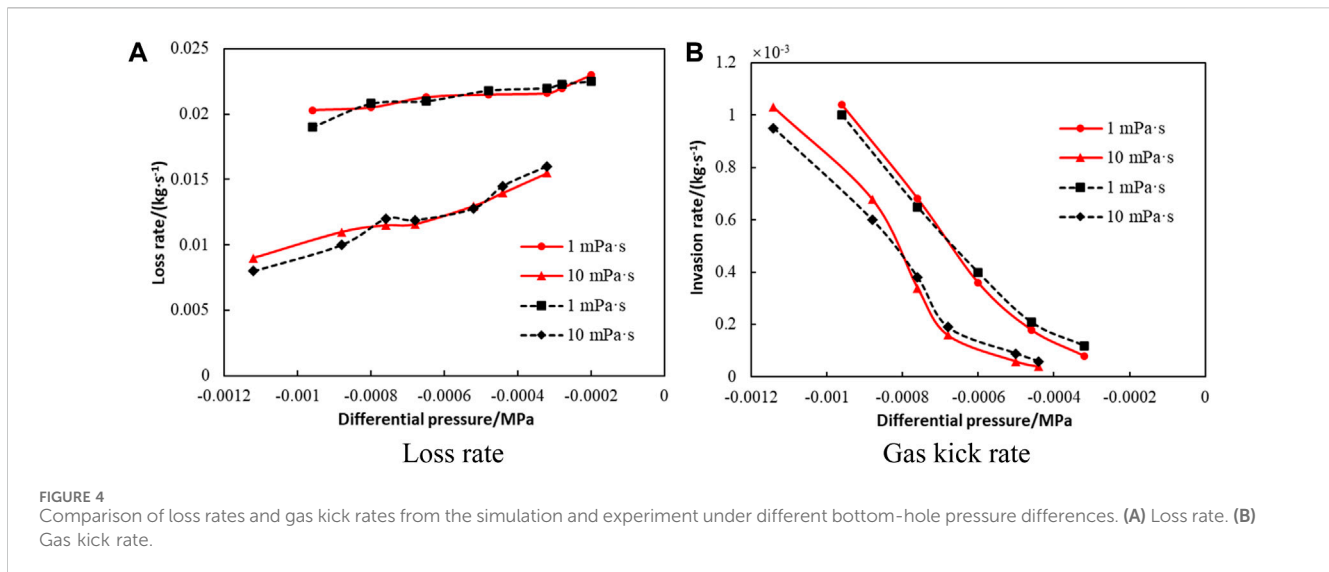 A
Loss rate/(kg·s⁻¹)
0.025
0.02
0.015
0.01
0.005
0
-0.0012 -0.001 -0.0008 -0.0006 -0.0004 -0.0002 0
Differential pressure/MPa
1 mPa·s
10 mPa·s
1 mPa·s
10 mPa·s
Loss rate
B
×10⁻³
Invasion rate/(kg·s⁻¹)
1.2
1
0.8
0.6
0.4
0.2
0
-0.0012 -0.001 -0.0008 -0.0006 -0.0004 -0.0002 0
Differential pressure/MPa
1 mPa·s
10 mPa·s
1 mPa·s
10 mPa·s
Gas kick rate
FIGURE 4
Comparison of loss rates and gas kick rates from the simulation and experiment under different bottom-hole pressure differences. (A) Loss rate. (B)
Gas kick rate.